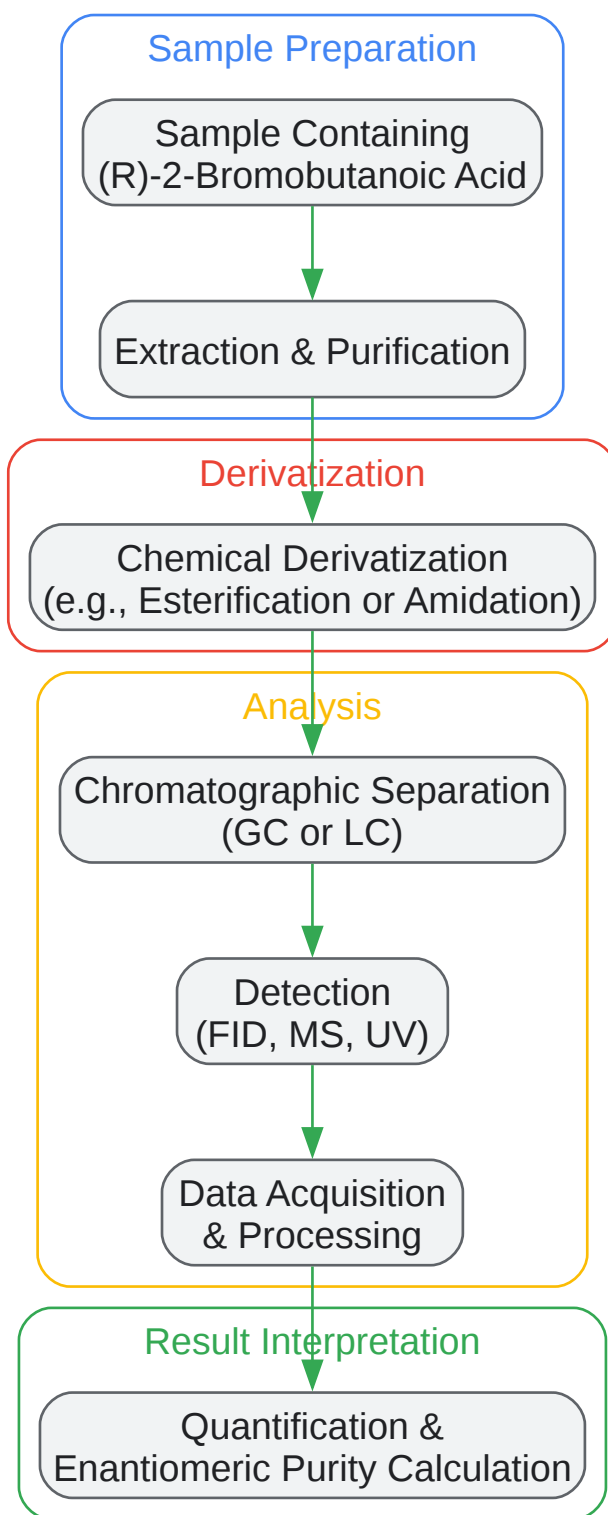 Sample Preparation
Sample Containing
(R)-2-Bromobutanoic Acid
Extraction & Purification
Derivatization
Chemical Derivatization
(e.g., Esterification or Amidation)
Analysis
Chromatographic Separation
(GC or LC)
Detection
(FID, MS, UV)
Data Acquisition
& Processing
Result Interpretation
Quantification &
Enantiomeric Purity Calculation